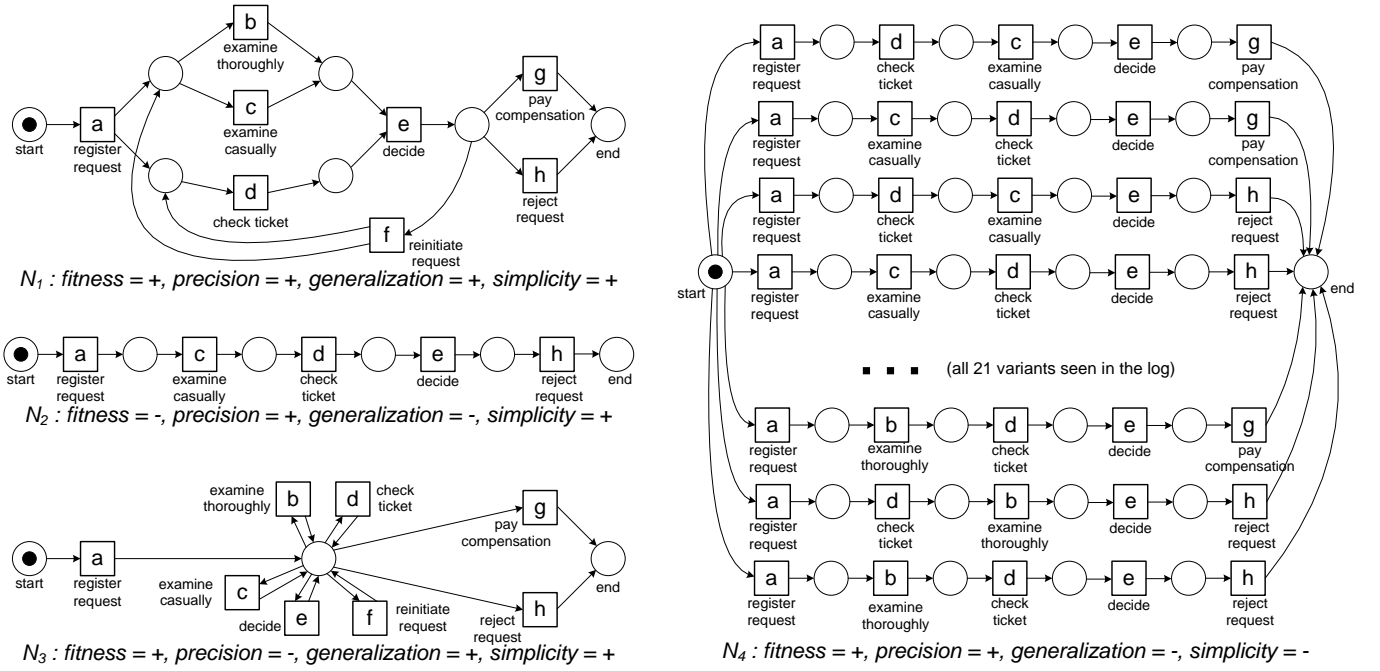 b
examine
thoroughly
c
examine
casually
start
a
register
request
d
check ticket
e
decide
g
pay
compensation
h
reject
request
end
f
reinitiate
request
N1 : fitness = +, precision = +, generalization = +, simplicity = +
start
a
register
request
c
examine
casually
d
check
ticket
e
decide
h
reject
request
end
N2 : fitness = -, precision = +, generalization = -, simplicity = +
start
a
register
request
examine
thoroughly
b
d
check
ticket
examine
casually
c
decide
e
f
reinitiate
request
g
pay
compensation
h
reject
request
end
N3 : fitness = +, precision = -, generalization = +, simplicity = +
a d c e g
register check examine decide pay
request ticket casually compensation
a c d e g
register examine check decide pay
request casually ticket compensation
a d c e h
register check examine decide reject
request ticket casually request
start
a c d e h
register examine check decide reject
request casually ticket request
end
... (all 21 variants seen in the log)
a b d e g
register examine check decide pay
request thoroughly ticket compensation
a d b e h
register check examine decide reject
request ticket thoroughly request
a b d e h
register examine check decide reject
request thoroughly ticket request
N4 : fitness = +, precision = +, generalization = -, simplicity = -